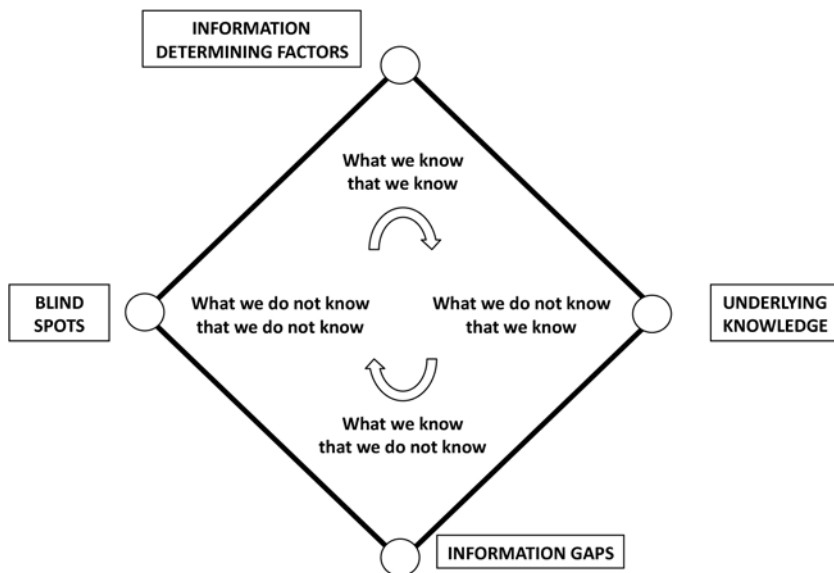 INFORMATION
DETERMINING FACTORS
What we know
that we know
BLIND
SPOTS
What we do not know
that we do not know
What we do not know
that we know
UNDERLYING
KNOWLEDGE
What we know
that we do not know
INFORMATION GAPS